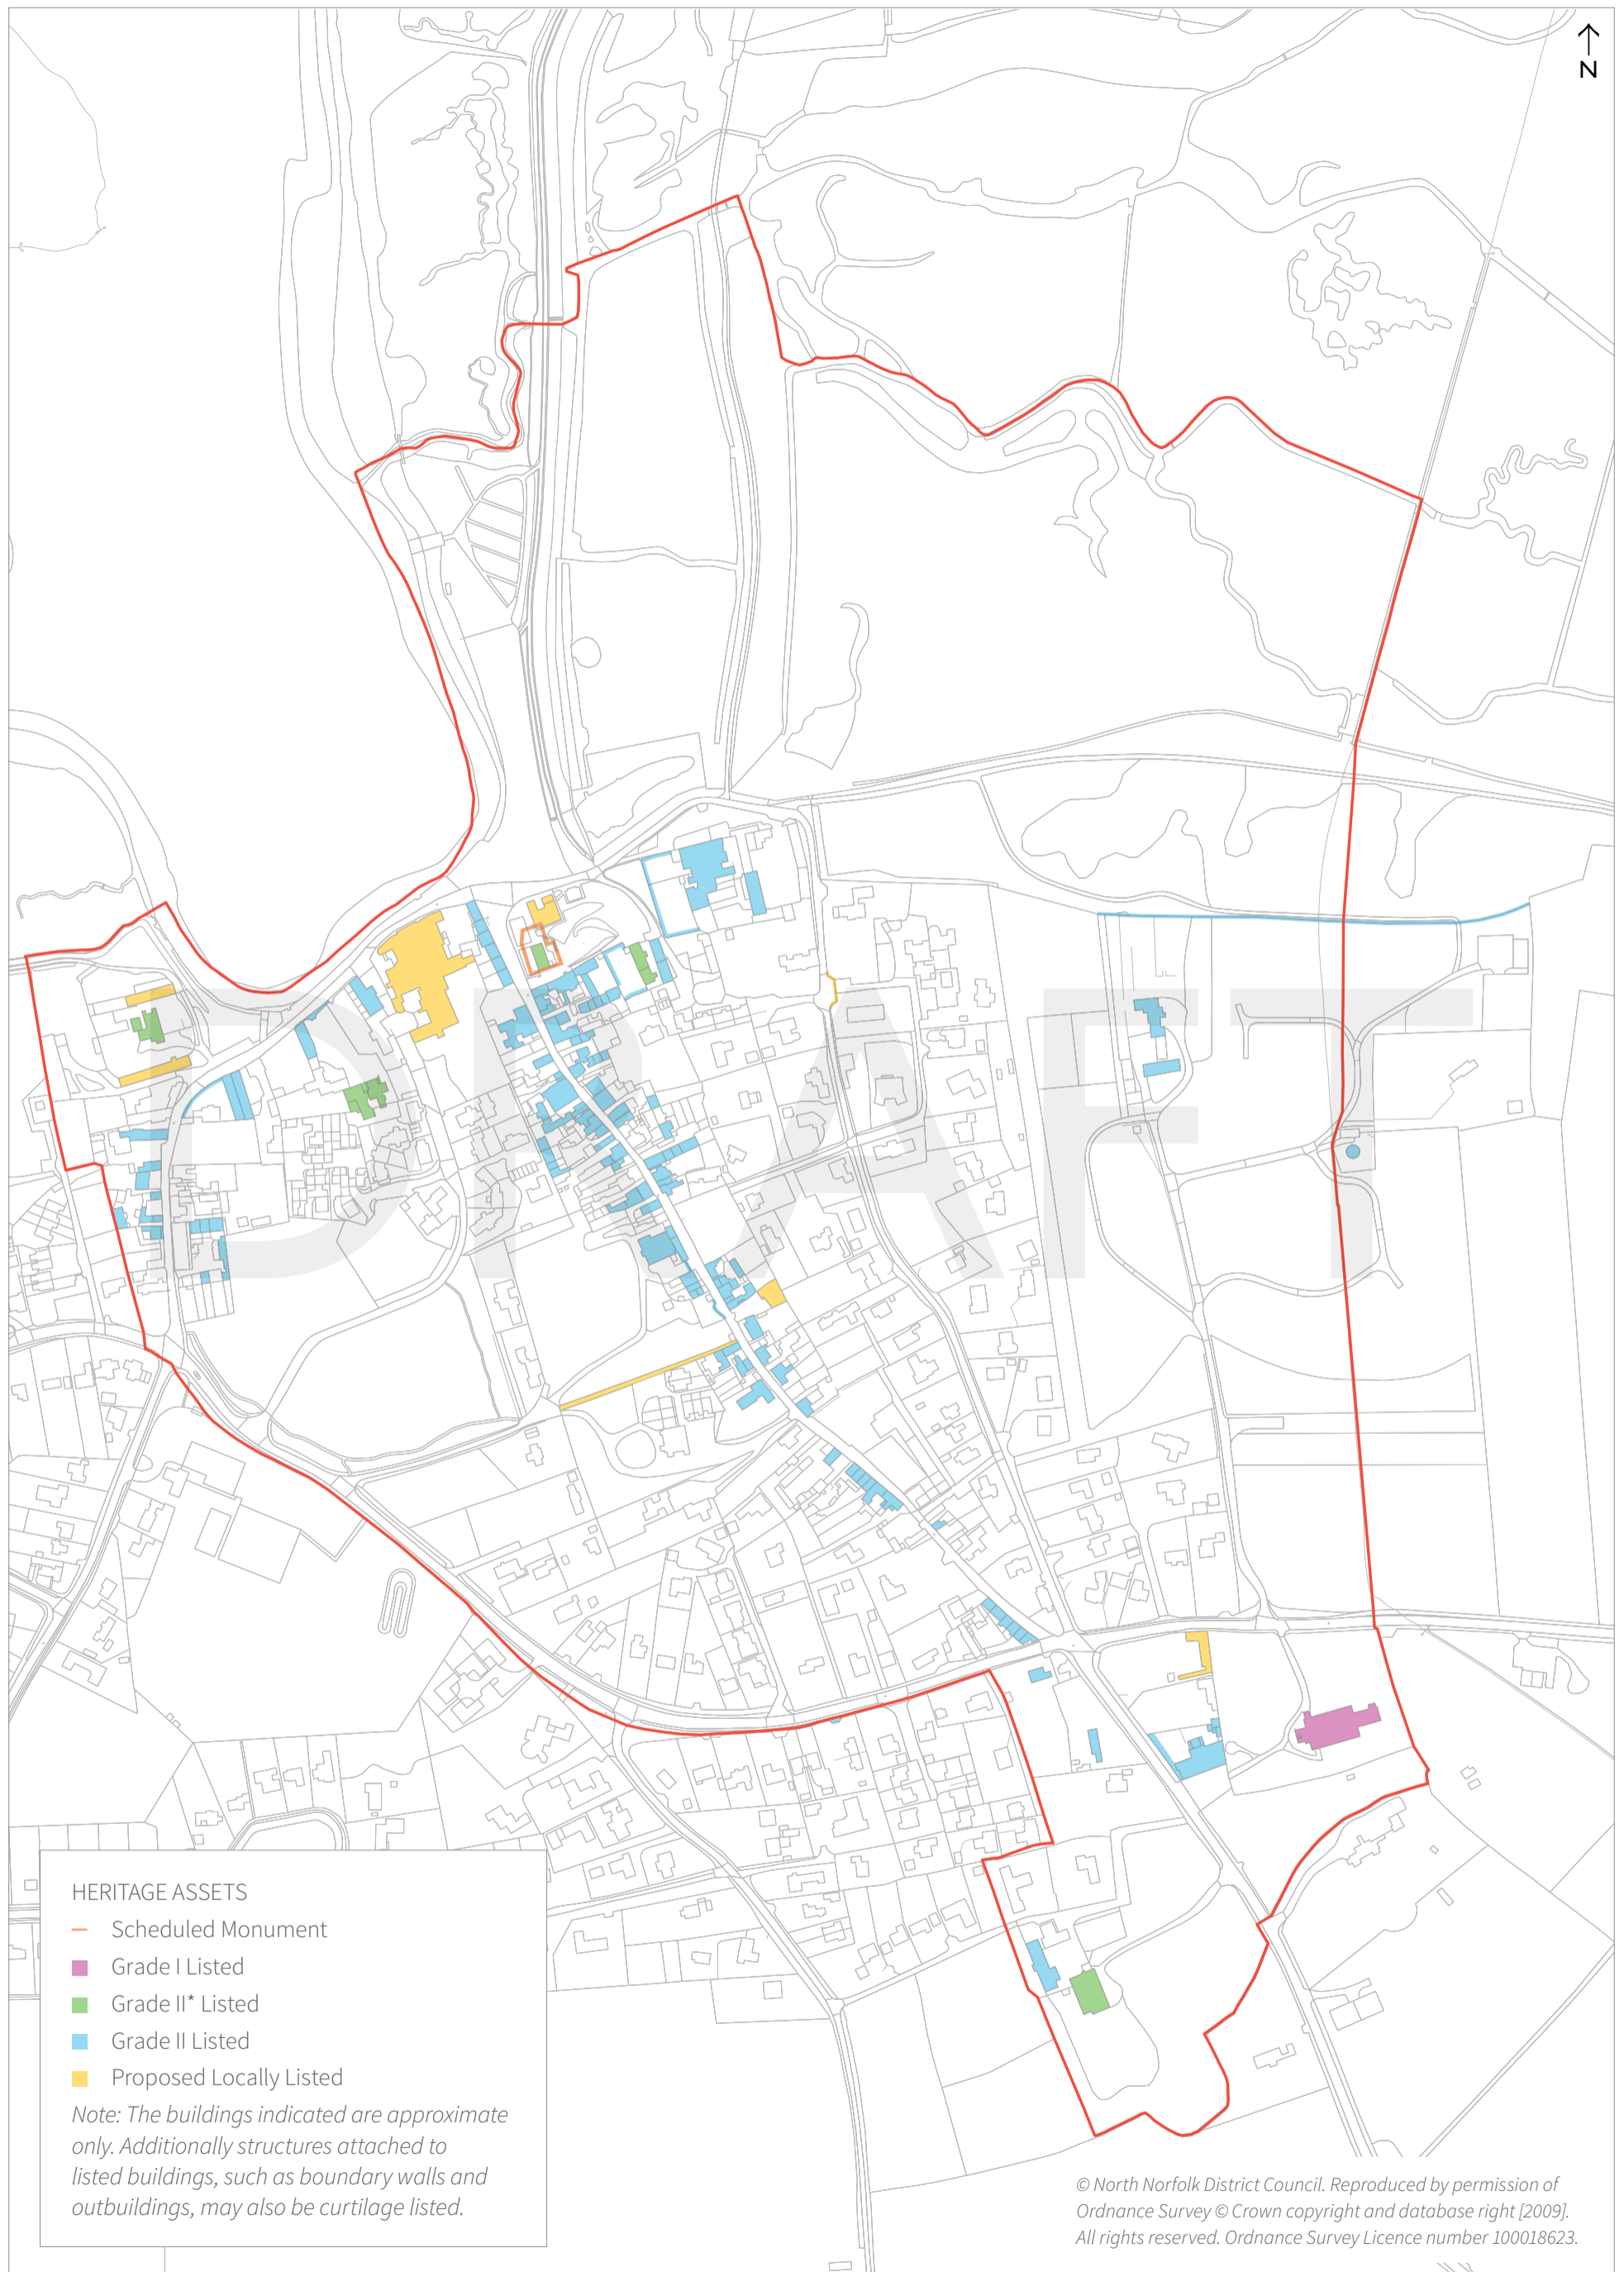 N
DRAFT
HERITAGE ASSETS
Scheduled Monument
Grade I Listed
Grade II* Listed
Grade II Listed
Proposed Locally Listed
Note: The buildings indicated are approximate
only. Additionally structures attached to
listed buildings, such as boundary walls and
outbuildings, may also be curtilage listed.
© North Norfolk District Council. Reproduced by permission of
Ordnance Survey © Crown copyright and database right [2009].
All rights reserved. Ordnance Survey Licence number 100018623.